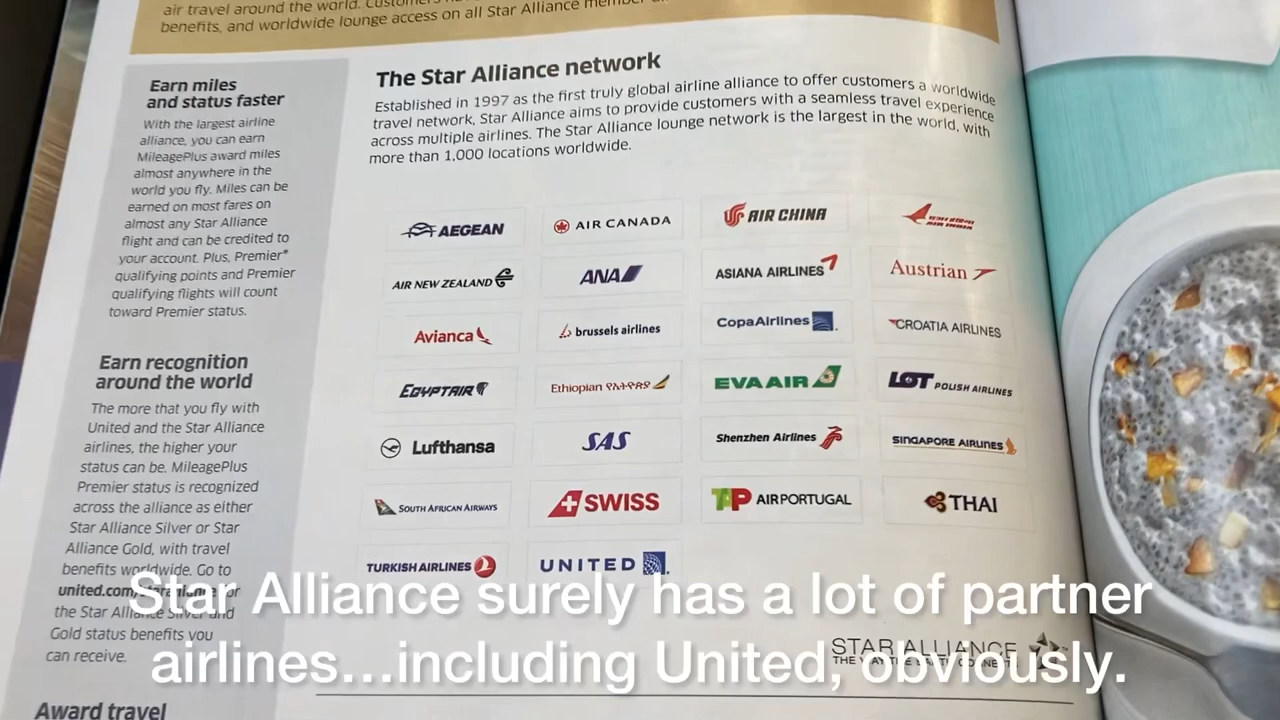 air travel around the world. Customers
benefits, and worldwide lounge access on all Star Alliance member
Earn miles
and status faster
With the largest airline
alliance, you can earn
MileagePlus award miles
almost anywhere in the
world you fly. Miles can be
earned on most fares on
almost any Star Alliance
flight and can be credited to
your account. Plus, Premier®
qualifying points and Premier
qualifying flights will count
toward Premier status.
Earn recognition
around the world
The more that you fly with
United and the Star Alliance
airlines, the higher your
status can be. MileagePlus
Premier status is recognized
across the alliance as either
Star Alliance Silver or Star
Alliance Gold, with travel
benefits worldwide. Go to
united.com/staralliance for
the Star Alliance Silver and
Gold status benefits you
can receive.
Award travel
The Star Alliance network
Established in 1997 as the first truly global airline alliance to offer customers a worldwide
travel network, Star Alliance aims to provide customers with a seamless travel experience
across multiple airlines. The Star Alliance lounge network is the largest in the world, with
more than 1,000 locations worldwide.
AEGEAN
AIR CANADA
AIR CHINA
AIR INDIA
AIR NEW ZEALAND
ANA
ASIANA AIRLINES
Austrian
Avianca
brussels airlines
CopaAirlines
CROATIA AIRLINES
EGYPTAIR
Ethiopian የኢትዮጵያ
EVA AIR
LOT POLISH AIRLINES
Lufthansa
SAS
Shenzhen Airlines
SINGAPORE AIRLINES
SOUTH AFRICAN AIRWAYS
SWISS
TAP AIRPORTUGAL
THAI
TURKISH AIRLINES
UNITED
STAR ALLIANCE
THE WAY THE EARTH CONNECTS
Star Alliance surely has a lot of partner
airlines...including United, obviously.